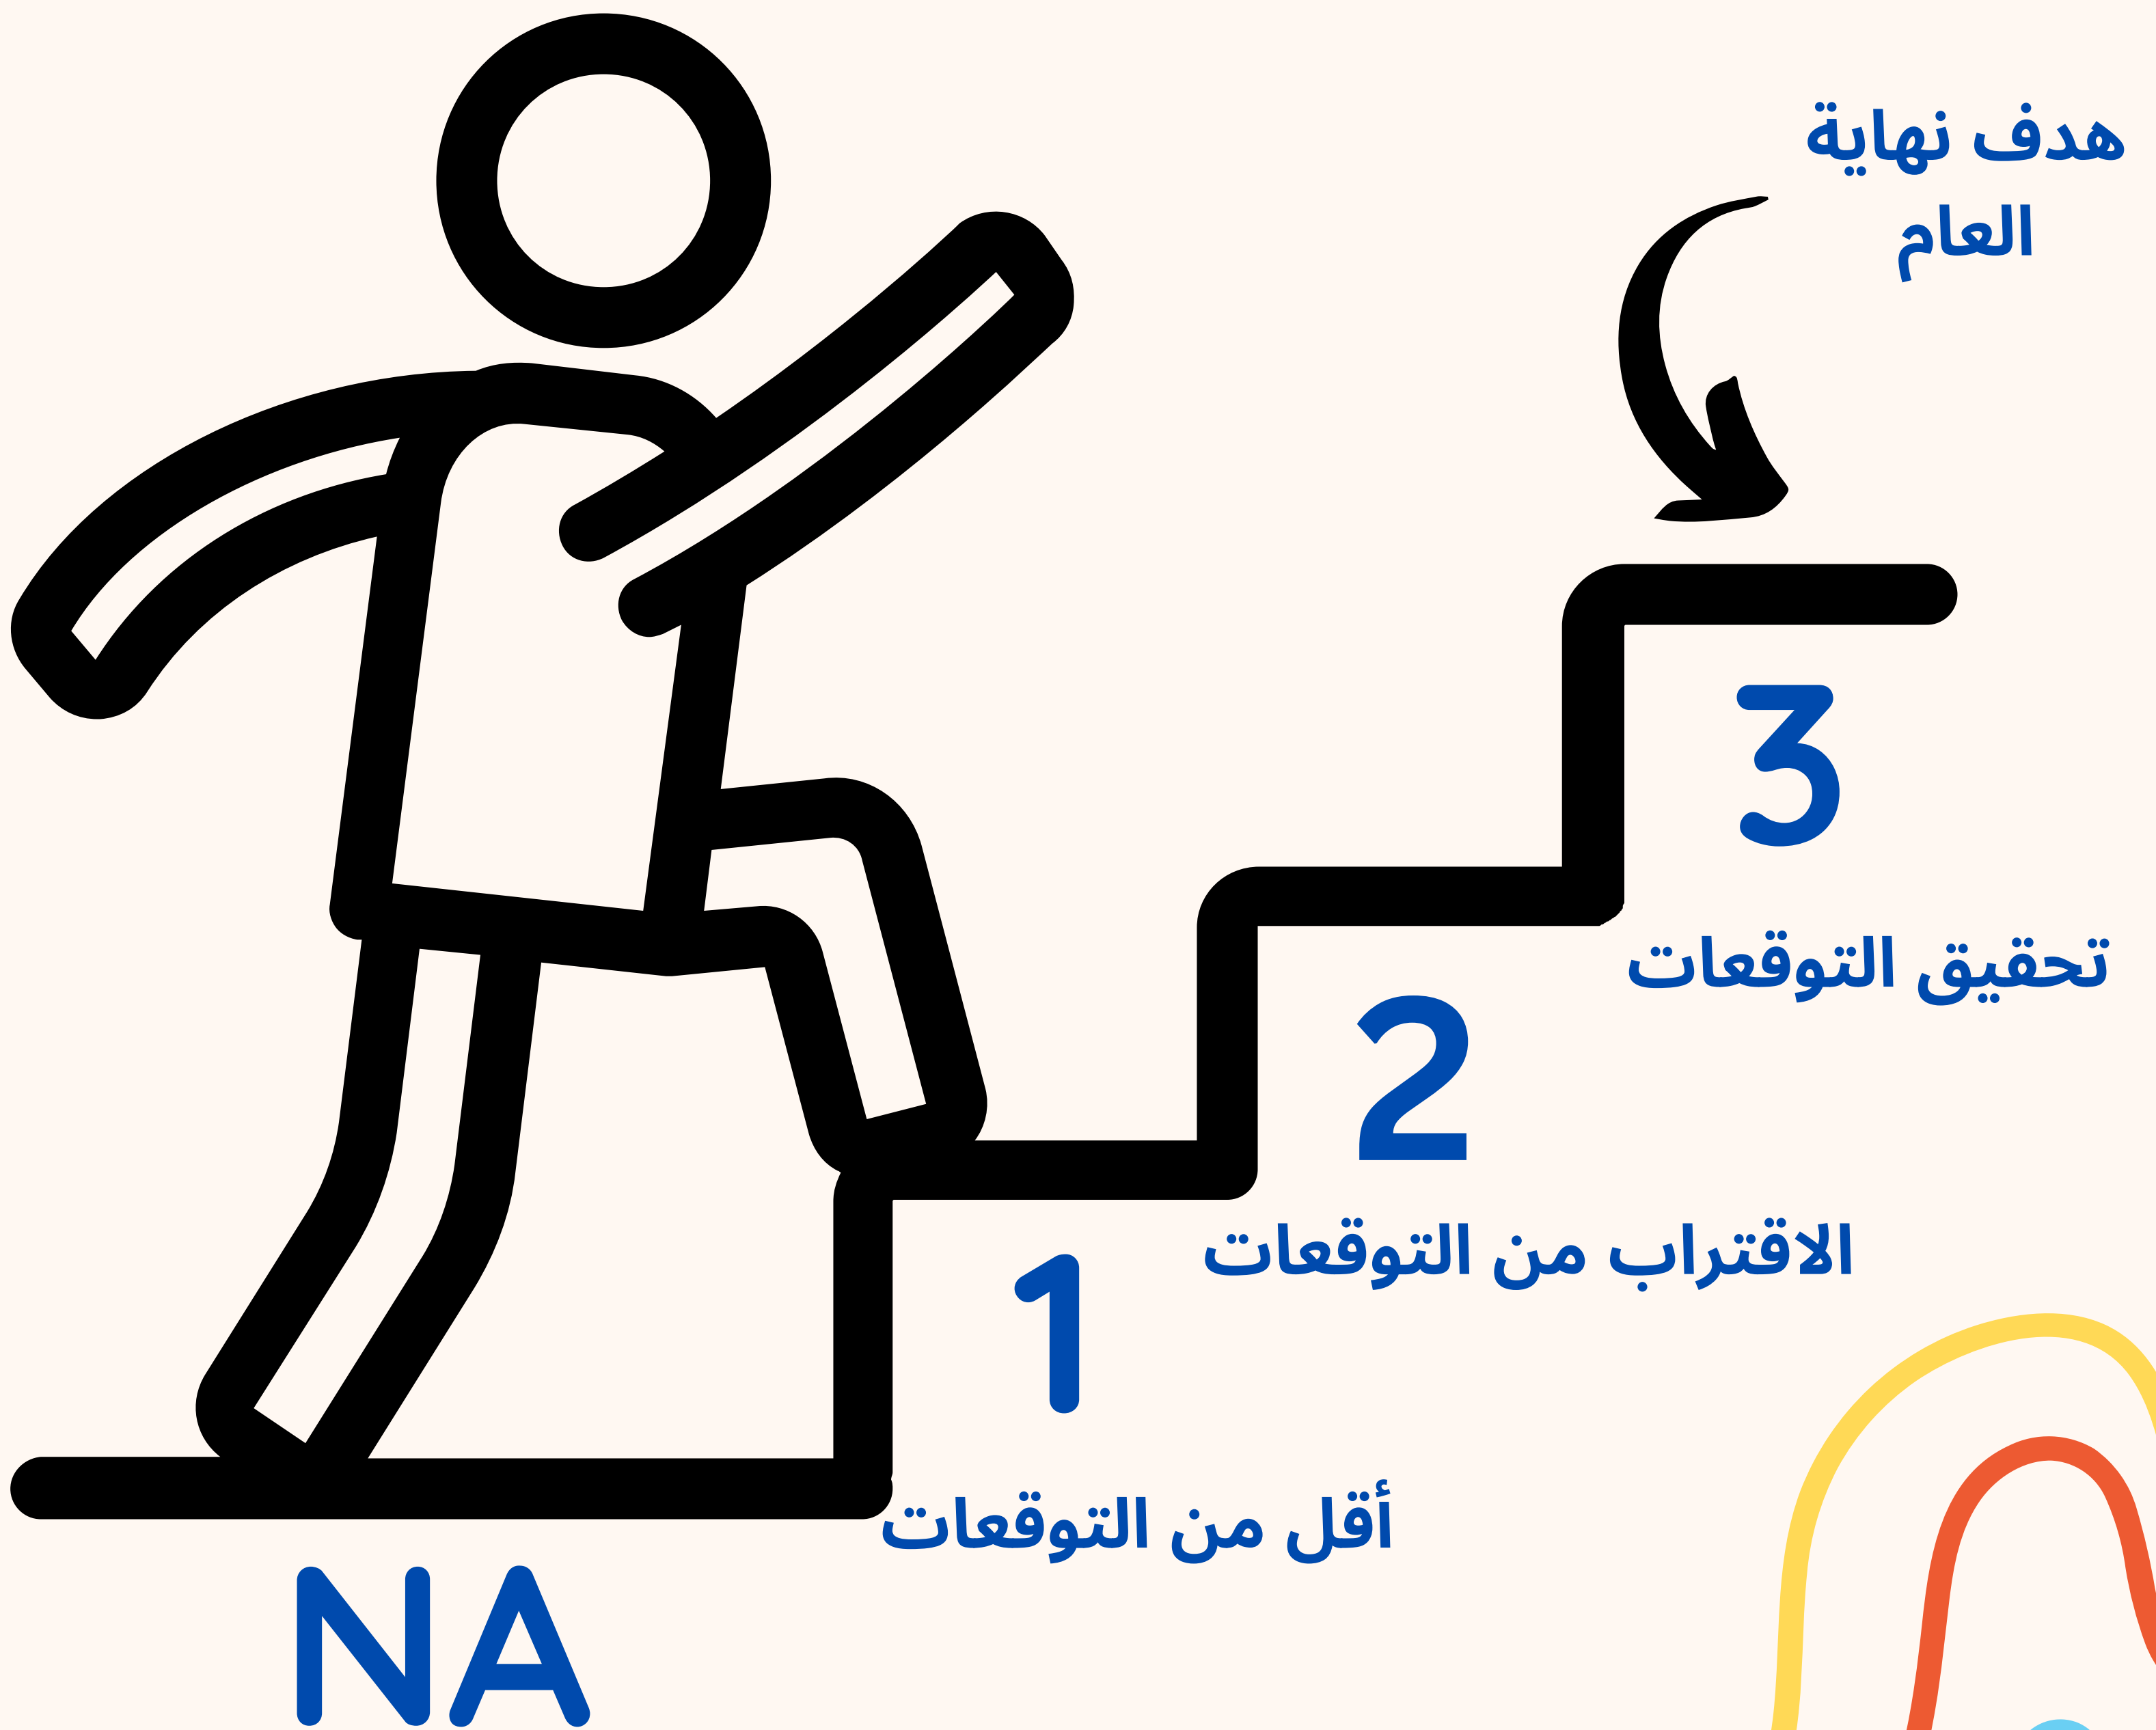 هدف نهاية
العام
3
تحقيق التوقعات
2
الاقتراب من التوقعات
1
أقل من التوقعات
NA